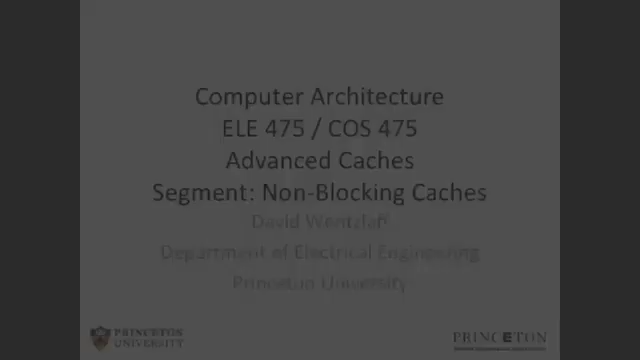 Computer Architecture
ELE 475 / COS 475
Advanced Caches
Segment: Non-Blocking Caches
David Wentzlaff
Department of Electrical Engineering
Princeton University
PRINCETON
UNIVERSITY
PRINCETON